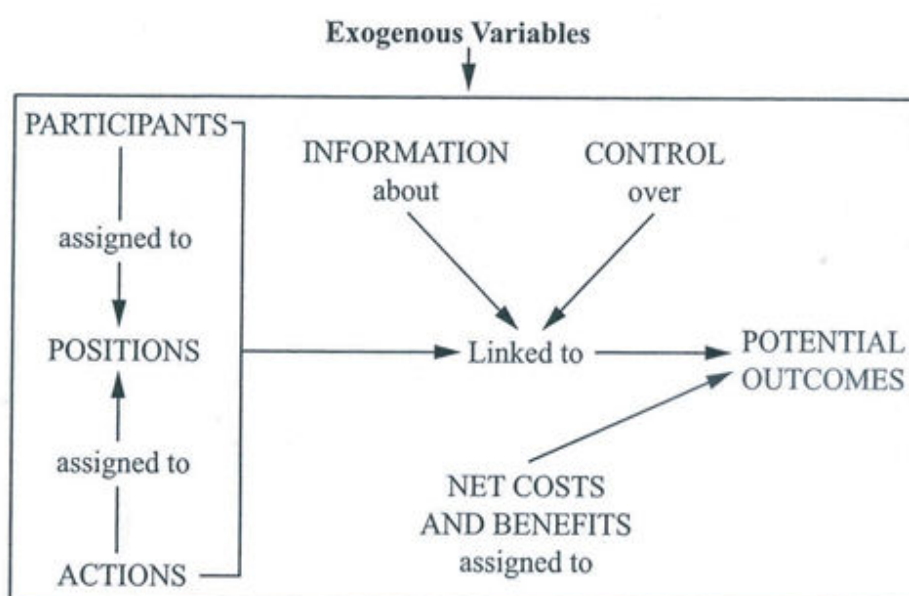 Exogenous Variables
PARTICIPANTS
assigned to
POSITIONS
assigned to
ACTIONS
INFORMATION
about
CONTROL
over
Linked to
POTENTIAL
OUTCOMES
NET COSTS
AND BENEFITS
assigned to